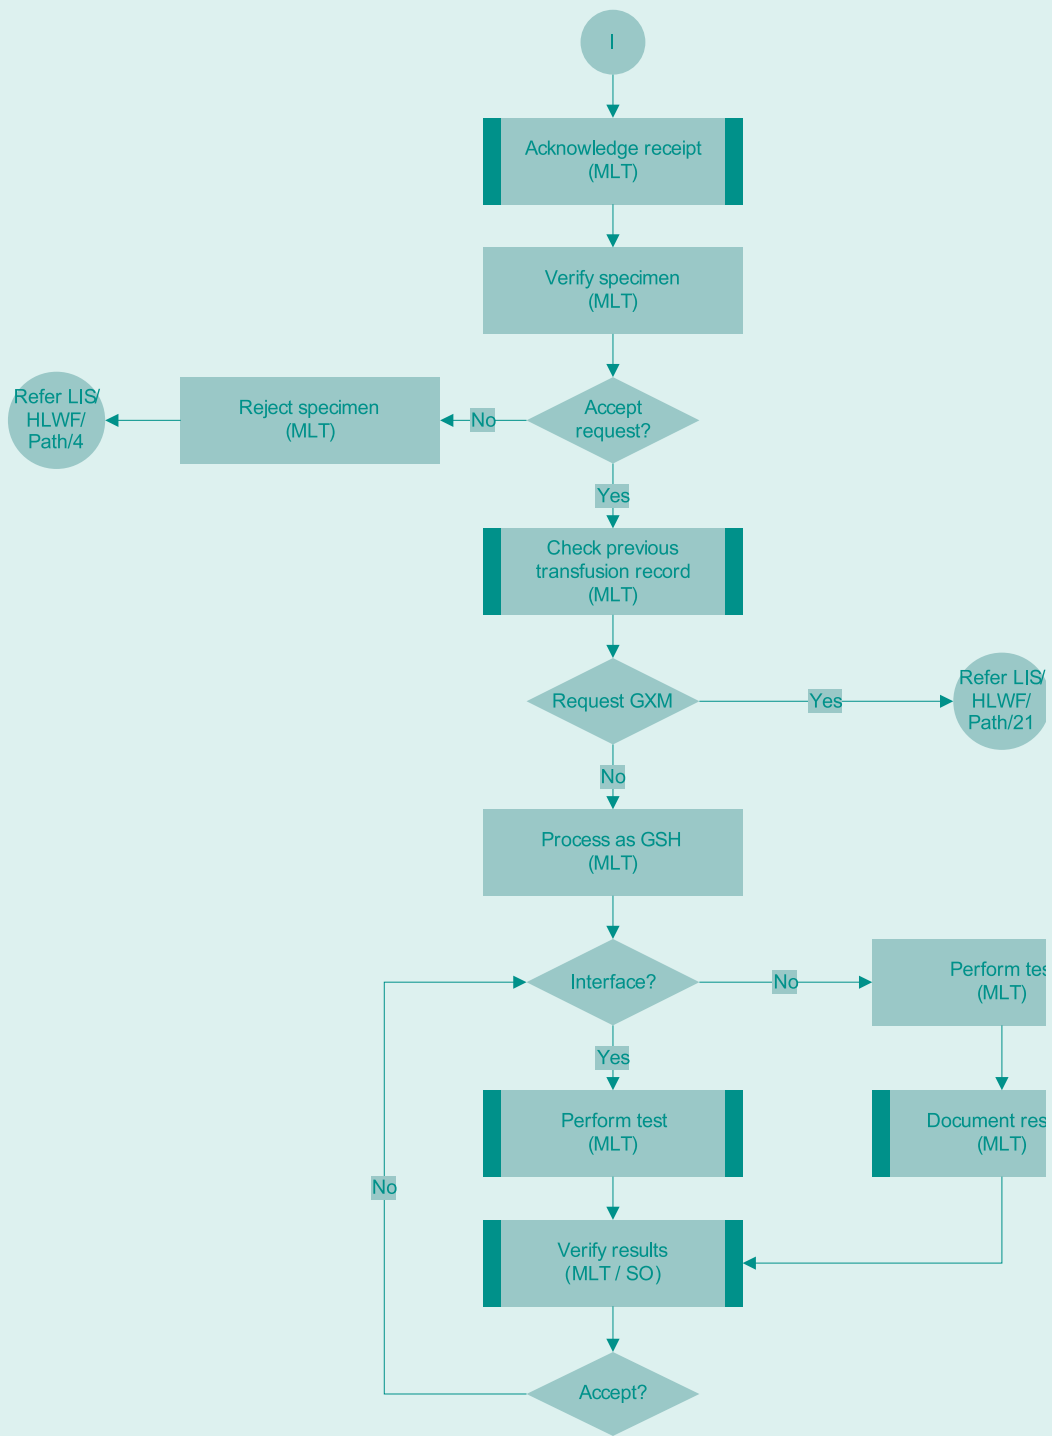 I
Acknowledge receipt
(MLT)
Verify specimen
(MLT)
Accept
request?
No
Reject specimen
(MLT)
Refer LIS/
HLWF/
Path/4
Yes
Check previous
transfusion record
(MLT)
Request GXM
Yes
Refer LIS/
HLWF/
Path/21
No
Process as GSH
(MLT)
Interface?
No
Perform
(MLT)
Yes
Perform test
(MLT)
Document
(MLT)
No
Verify results
(MLT / SO)
Accept?